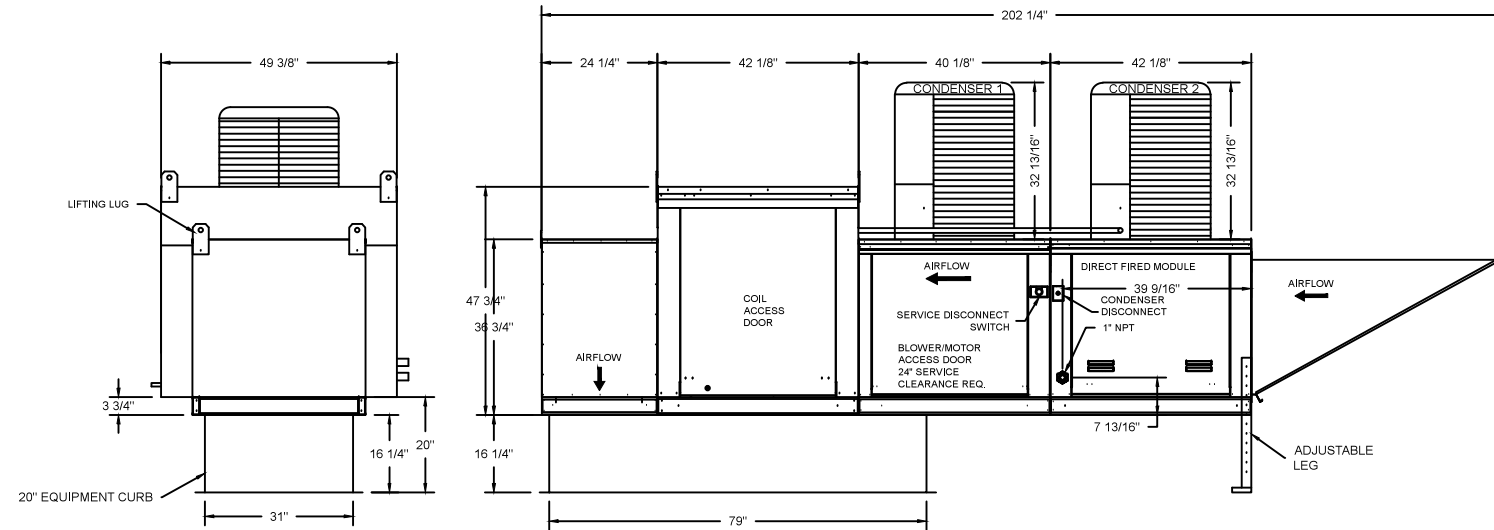 202 1/4"
49 3/8"
24 1/4"
42 1/8"
40 1/8"
42 1/8"
CONDENSER 1
CONDENSER 2
32 13/16"
32 13/16"
LIFTING LUG
AIRFLOW
DIRECT FIRED MODULE
39 9/16"
AIRFLOW
47 3/4"
36 3/4"
COIL
ACCESS
DOOR
SERVICE DISCONNECT
SWITCH
CONDENSER
DISCONNECT
1" NPT
BLOWER/MOTOR
ACCESS DOOR
24" SERVICE
CLEARANCE REQ.
AIRFLOW
3 3/4"
7 13/16"
16 1/4"
20"
16 1/4"
ADJUSTABLE
LEG
20" EQUIPMENT CURB
31"
79"